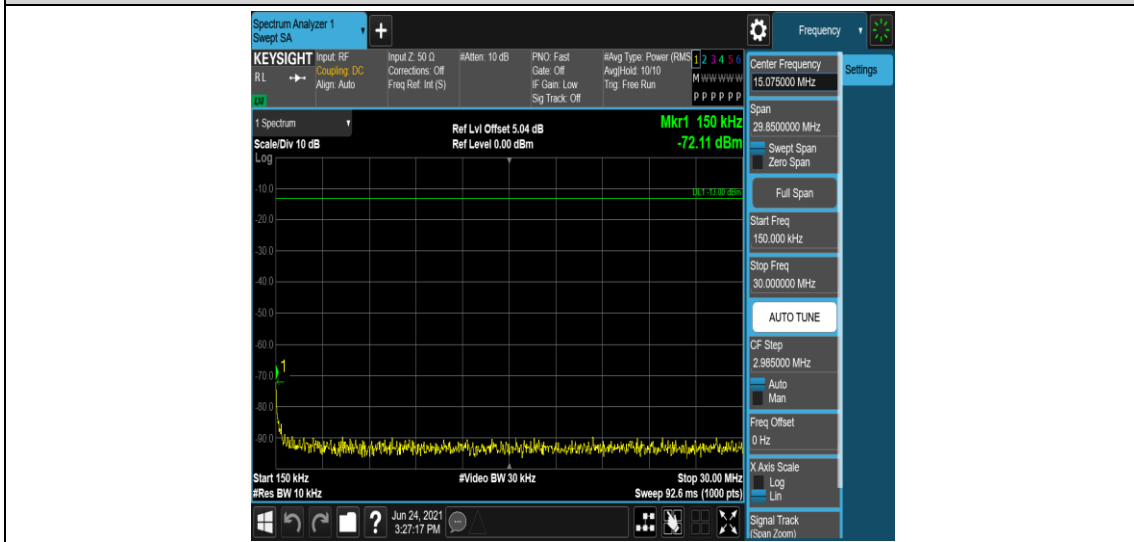 Spectrum Analyzer 1
Swept SA
+
Frequency
KEYSIGHT
RL
LXI
Input: RF
Coupling: DC
Align: Auto
Input Z: 50 Ω
Corrections: Off
Freq Ref: Int (S)
#Atten: 10 dB
PNO: Fast
Gate: Off
IF Gain: Low
Sig Track: Off
#Avg Type: Power (RMS
Avg|Hold: 10/10
Trig: Free Run
1 2 3 4 5 6
M W W W W W
P P P P P P
1 Spectrum
Scale/Div 10 dB
Log
Ref Lvl Offset 5.04 dB
Ref Level 0.00 dBm
Mkr1 150 kHz
-72.11 dBm
DL1 -13.00 dBm
-10.0
-20.0
-30.0
-40.0
-50.0
-60.0
1
-70.0
-80.0
-90.0
Start 150 kHz
#Res BW 10 kHz
#Video BW 30 kHz
Stop 30.00 MHz
Sweep 92.6 ms (1000 pts)
?
Jun 24, 2021
3:27:17 PM
Center Frequency
15.075000 MHz
Settings
Span
29.8500000 MHz
Swept Span
Zero Span
Full Span
Start Freq
150.000 kHz
Stop Freq
30.000000 MHz
AUTO TUNE
CF Step
2.985000 MHz
Auto
Man
Freq Offset
0 Hz
X Axis Scale
Log
Lin
Signal Track
(Span Zoom)